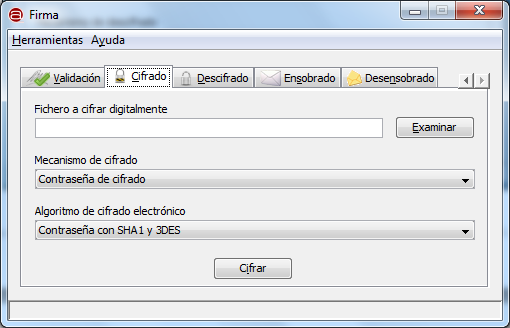 Firma
Herramientas Ayuda
Validación Cifrado Descifrado Ensobrado Desensobrado
Fichero a cifrar digitalmente
Examinar
Mecanismo de cifrado
Contraseña de cifrado
Algoritmo de cifrado electrónico
Contraseña con SHA1 y 3DES
Cifrar